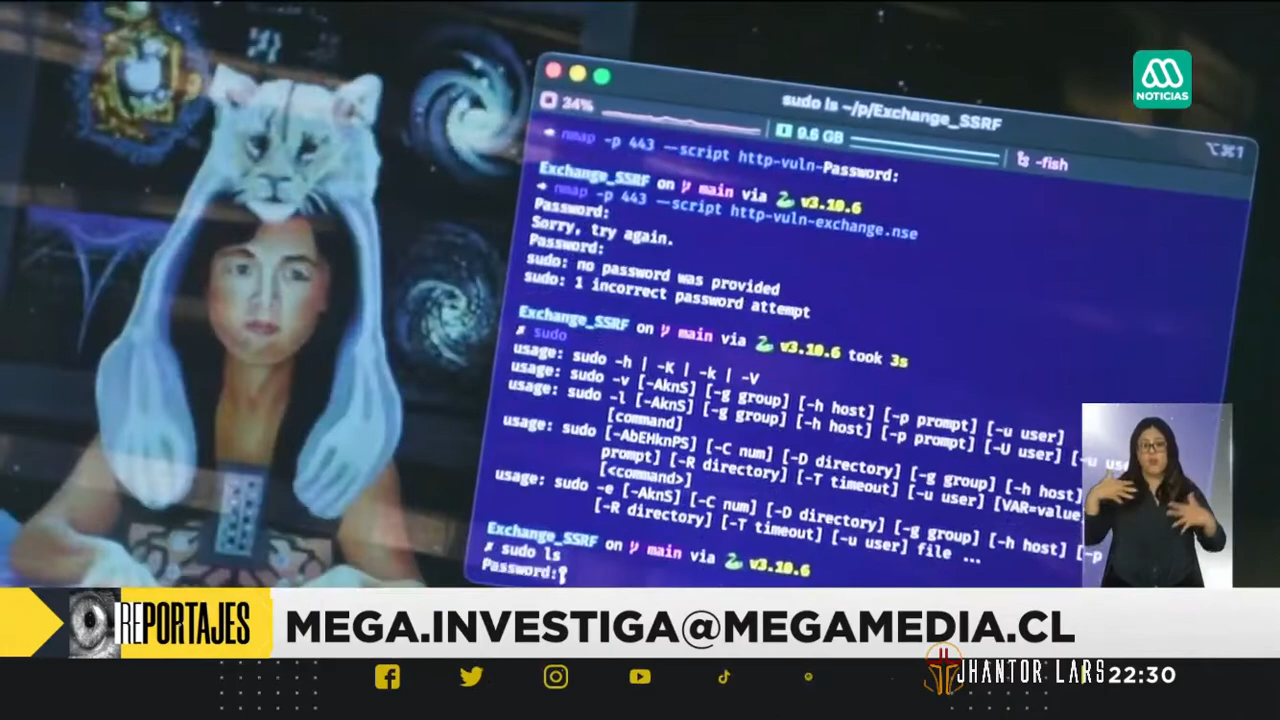 NOTICIAS
sudo ls ~/p/Exchange_SSRF
⌥⌘1
34%
9.6 GB
-fish
nmap -p 443 —script http-vuln-Password:
Exchange_SSRF on main via v3.10.6
nmap -p 443 —script http-vuln-exchange.nse
Password:
Sorry, try again.
Password:
sudo: no password was provided
sudo: 1 incorrect password attempt
Exchange_SSRF on main via v3.10.6 took 3s
✗ sudo
usage: sudo -h | -K | -k | -V
usage: sudo -v [-AknS] [-g group] [-h host] [-p prompt] [-u user]
usage: sudo -l [-AknS] [-g group] [-h host] [-p prompt] [-U user] [-u
[command]
usage: sudo [-AbEHknPS] [-C num] [-D directory] [-g group] [-h host]
prompt] [-R directory] [-T timeout] [-u user] [VAR=value
[<command>]
usage: sudo -e [-AknS] [-C num] [-D directory] [-g group] [-h host] [-p
[-R directory] [-T timeout] [-u user] file ...
Exchange_SSRF on main via v3.10.6
✗ sudo ls
Password:
REPORTAJES
MEGA.INVESTIGA@MEGAMEDIA.CL
JHANTOR LARS
22:30